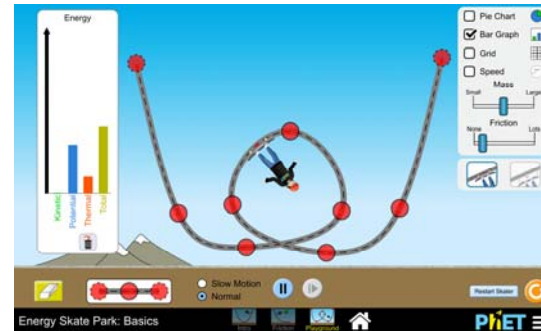 Energy
Kinetic
Potential
Thermal
Total
Pie Chart
Bar Graph
Grid
Speed
Mass
Small
Large
Friction
None
Lots
Slow Motion
Normal
Restart Skater
Energy Skate Park: Basics
Intro
Friction
Playground
PhET